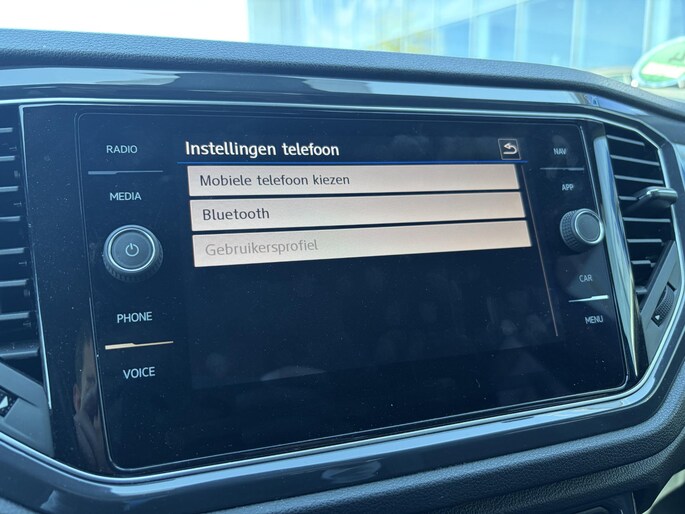 RADIO
MEDIA
PHONE
VOICE
Instellingen telefoon
Mobiele telefoon kiezen
Bluetooth
Gebruikersprofiel
NAV
APP
CAR
MENU